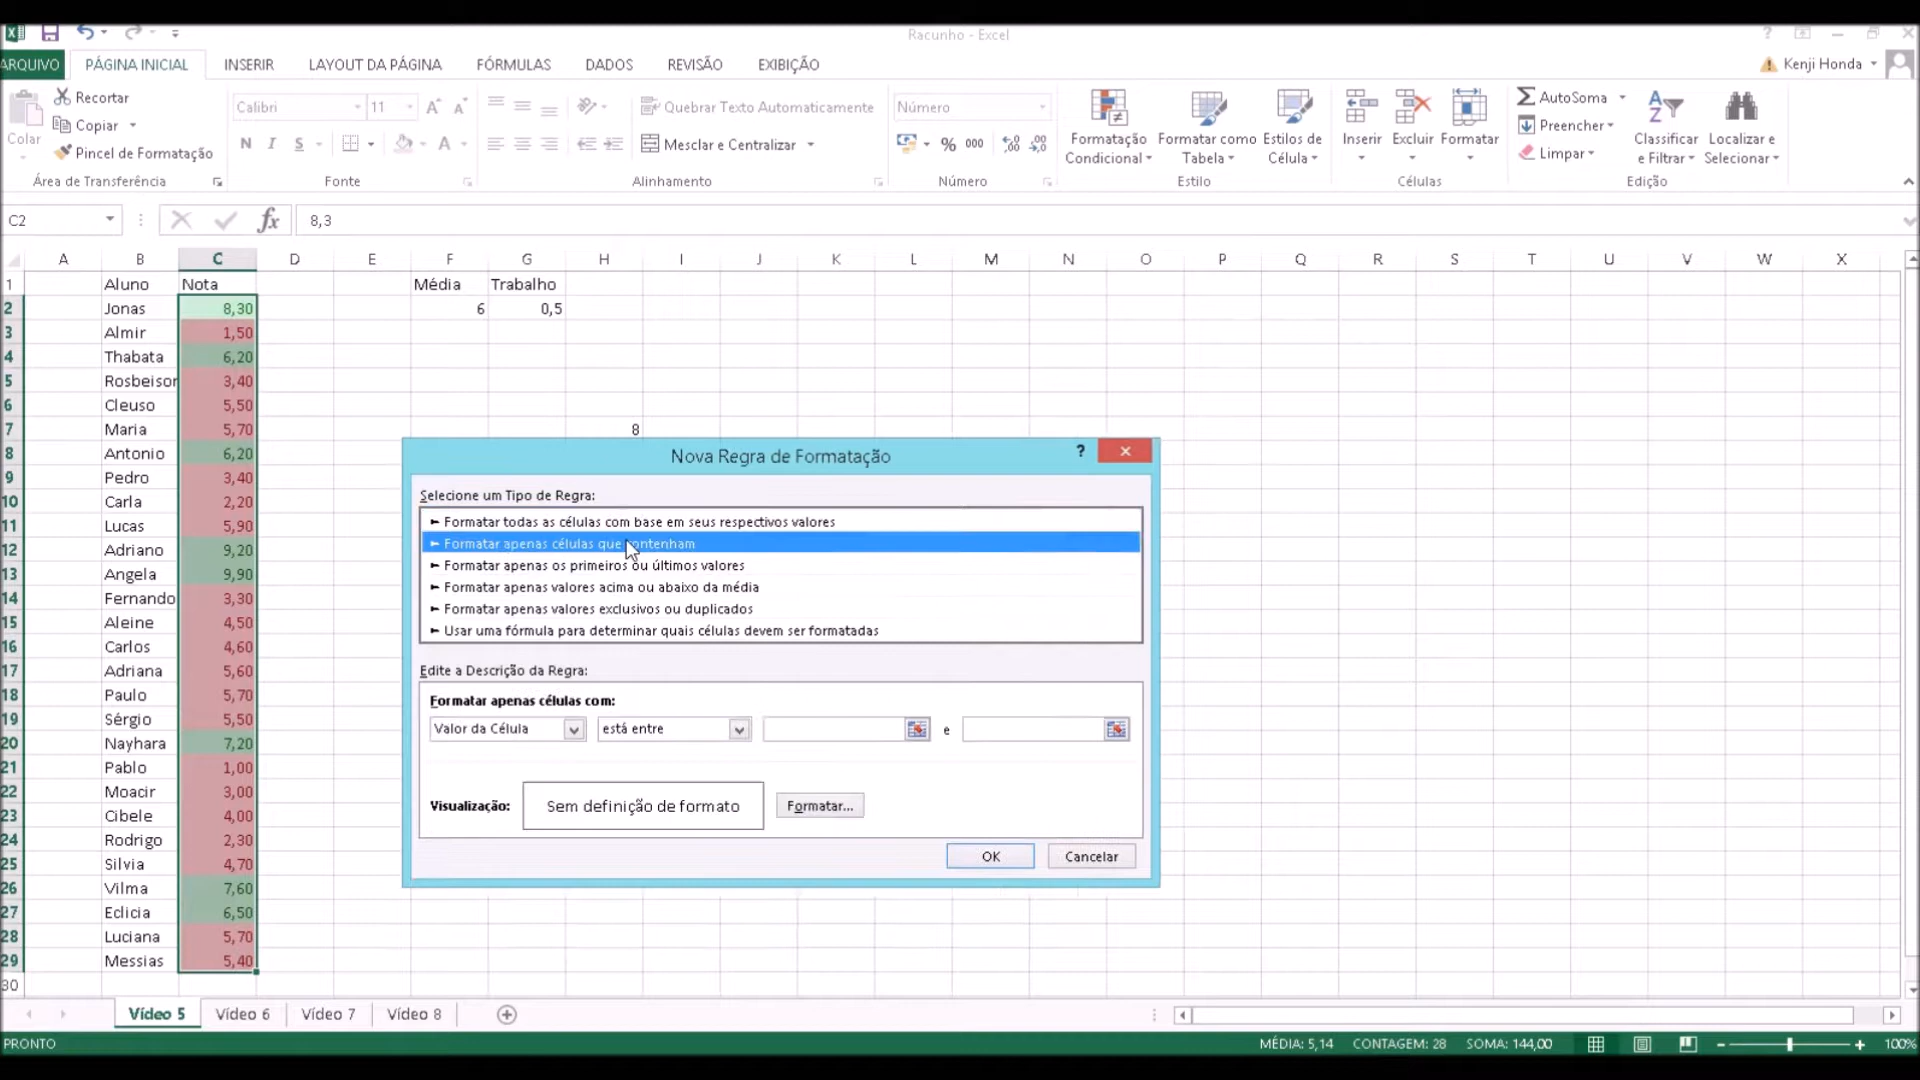 Racunho - Excel
ARQUIVO PÁGINA INICIAL INSERIR LAYOUT DA PÁGINA FÓRMULAS DADOS REVISÃO EXIBIÇÃO Kenji Honda
Colar Recortar
Copiar
Pincel de Formatação
Área de Transferência
Calibri 11
N I S
Fonte
Quebrar Texto Automaticamente
Mesclar e Centralizar
Alinhamento
Número
% 000
Número
Formatação Condicional
Formatar como Tabela
Estilos de Célula
Estilo
Inserir Excluir Formatar
Células
AutoSoma
Preencher
Limpar
Classificar e Filtrar
Localizar e Selecionar
Edição
C2 fx 8,3
A B C D E F G H I J K L M N O P Q R S T U V W X
1 Aluno Nota Média Trabalho
2 Jonas 8,30 6 0,5
3 Almir 1,50
4 Thabata 6,20
5 Rosbeisor 3,40
6 Cleuso 5,50
7 Maria 5,70 8
8 Antonio 6,20
9 Pedro 3,40
10 Carla 2,20
11 Lucas 5,90
12 Adriano 9,20
13 Angela 9,90
14 Fernando 3,30
15 Aleine 4,50
16 Carlos 4,60
17 Adriana 5,60
18 Paulo 5,70
19 Sérgio 5,50
20 Nayhara 7,20
21 Pablo 1,00
22 Moacir 3,00
23 Cibele 4,00
24 Rodrigo 2,30
25 Silvia 4,70
26 Vilma 7,60
27 Eclicia 6,50
28 Luciana 5,70
29 Messias 5,40
30
Nova Regra de Formatação
?
Selecione um Tipo de Regra:
► Formatar todas as células com base em seus respectivos valores
► Formatar apenas células que contenham
► Formatar apenas os primeiros ou últimos valores
► Formatar apenas valores acima ou abaixo da média
► Formatar apenas valores exclusivos ou duplicados
► Usar uma fórmula para determinar quais células devem ser formatadas
Edite a Descrição da Regra:
Formatar apenas células com:
Valor da Célula está entre e
Visualização: Sem definição de formato Formatar...
OK Cancelar
Vídeo 5 Vídeo 6 Vídeo 7 Vídeo 8
PRONTO MÉDIA: 5,14 CONTAGEM: 28 SOMA: 144,00 100%